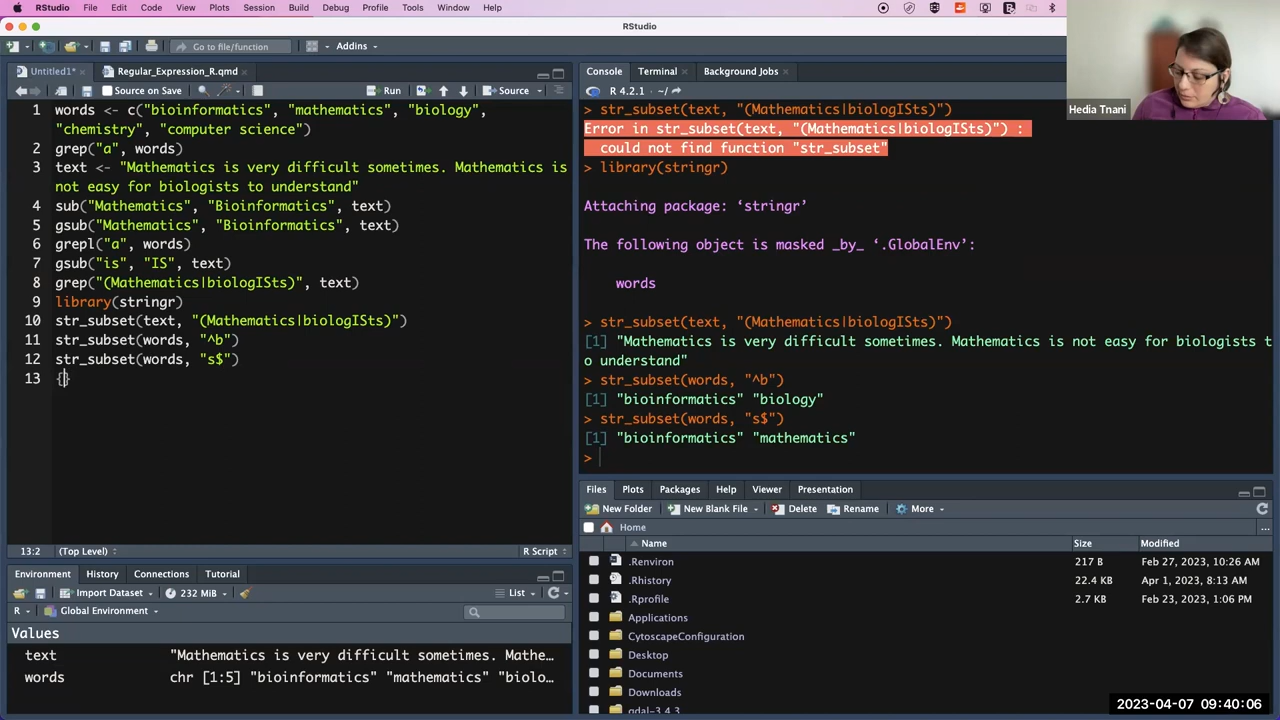 RStudio File Edit Code View Plots Session Build Debug Profile Tools Window Help
RStudio
Go to file/function Addins
Untitled1* Regular_Expression_R.qmd
Source on Save Run Source
1 words <- c("bioinformatics", "mathematics", "biology",
"chemistry", "computer science")
2 grep("a", words)
3 text <- "Mathematics is very difficult sometimes. Mathematics is
not easy for biologists to understand"
4 sub("Mathematics", "Bioinformatics", text)
5 gsub("Mathematics", "Bioinformatics", text)
6 grepl("a", words)
7 gsub("is", "IS", text)
8 grep("(Mathematics|biologISts)", text)
9 library(stringr)
10 str_subset(text, "(Mathematics|biologISts)")
11 str_subset(words, "^b")
12 str_subset(words, "s$")
13 {}
13:2 (Top Level) R Script
Environment History Connections Tutorial
Import Dataset 232 MiB List
R Global Environment
Values
text "Mathematics is very difficult sometimes. Mathe…
words chr [1:5] "bioinformatics" "mathematics" "biolo…
Console Terminal Background Jobs
R 4.2.1 · ~/
> str_subset(text, "(Mathematics|biologISts)")
Error in str_subset(text, "(Mathematics|biologISts)") :
could not find function "str_subset"
> library(stringr)
Attaching package: ‘stringr’
The following object is masked _by_ ‘.GlobalEnv’:
words
> str_subset(text, "(Mathematics|biologISts)")
[1] "Mathematics is very difficult sometimes. Mathematics is not easy for biologists t
o understand"
> str_subset(words, "^b")
[1] "bioinformatics" "biology"
> str_subset(words, "s$")
[1] "bioinformatics" "mathematics"
>
Files Plots Packages Help Viewer Presentation
New Folder New Blank File Delete Rename More
Home
Name Size Modified
.Renviron 217 B Feb 27, 2023, 10:26 AM
.Rhistory 22.4 KB Apr 1, 2023, 8:13 AM
.Rprofile 2.7 KB Feb 23, 2023, 1:06 PM
Applications
CytoscapeConfiguration
Desktop
Documents
Downloads
gdal-3.4.3
Hedia Tnani
2023-04-07 09:40:06